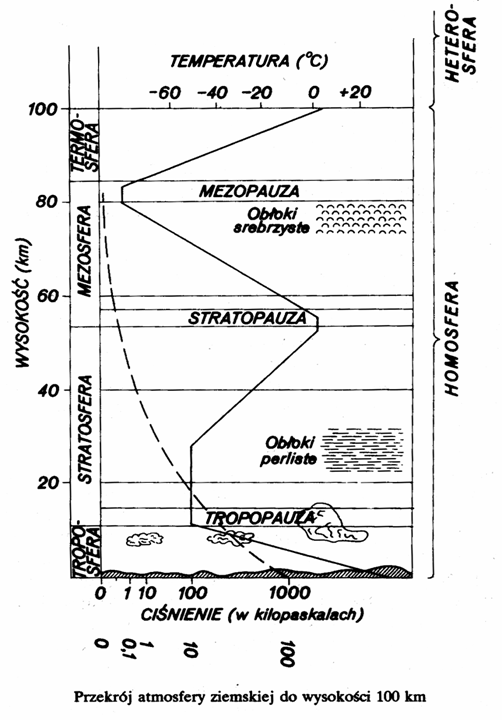 HETERO-
SFERA
TEMPERATURA (°C)
-60 -40 -20 0 +20
100
80
60
40
20
WYSOKOŚĆ (km)
TERMO-
SFERA
MEZOPAUZA
Obłoki
srebrzyste
MEZOSFERA
STRATOPAUZA
HOMOSFERA
STRATOSFERA
Obłoki
perliste
TROPOPAUZA
TROPO-
SFERA
0 1 10 100 1000
CIŚNIENIE (w kilopaskalach)
0 0,1 1 10 100
Przekrój atmosfery ziemskiej do wysokości 100 km